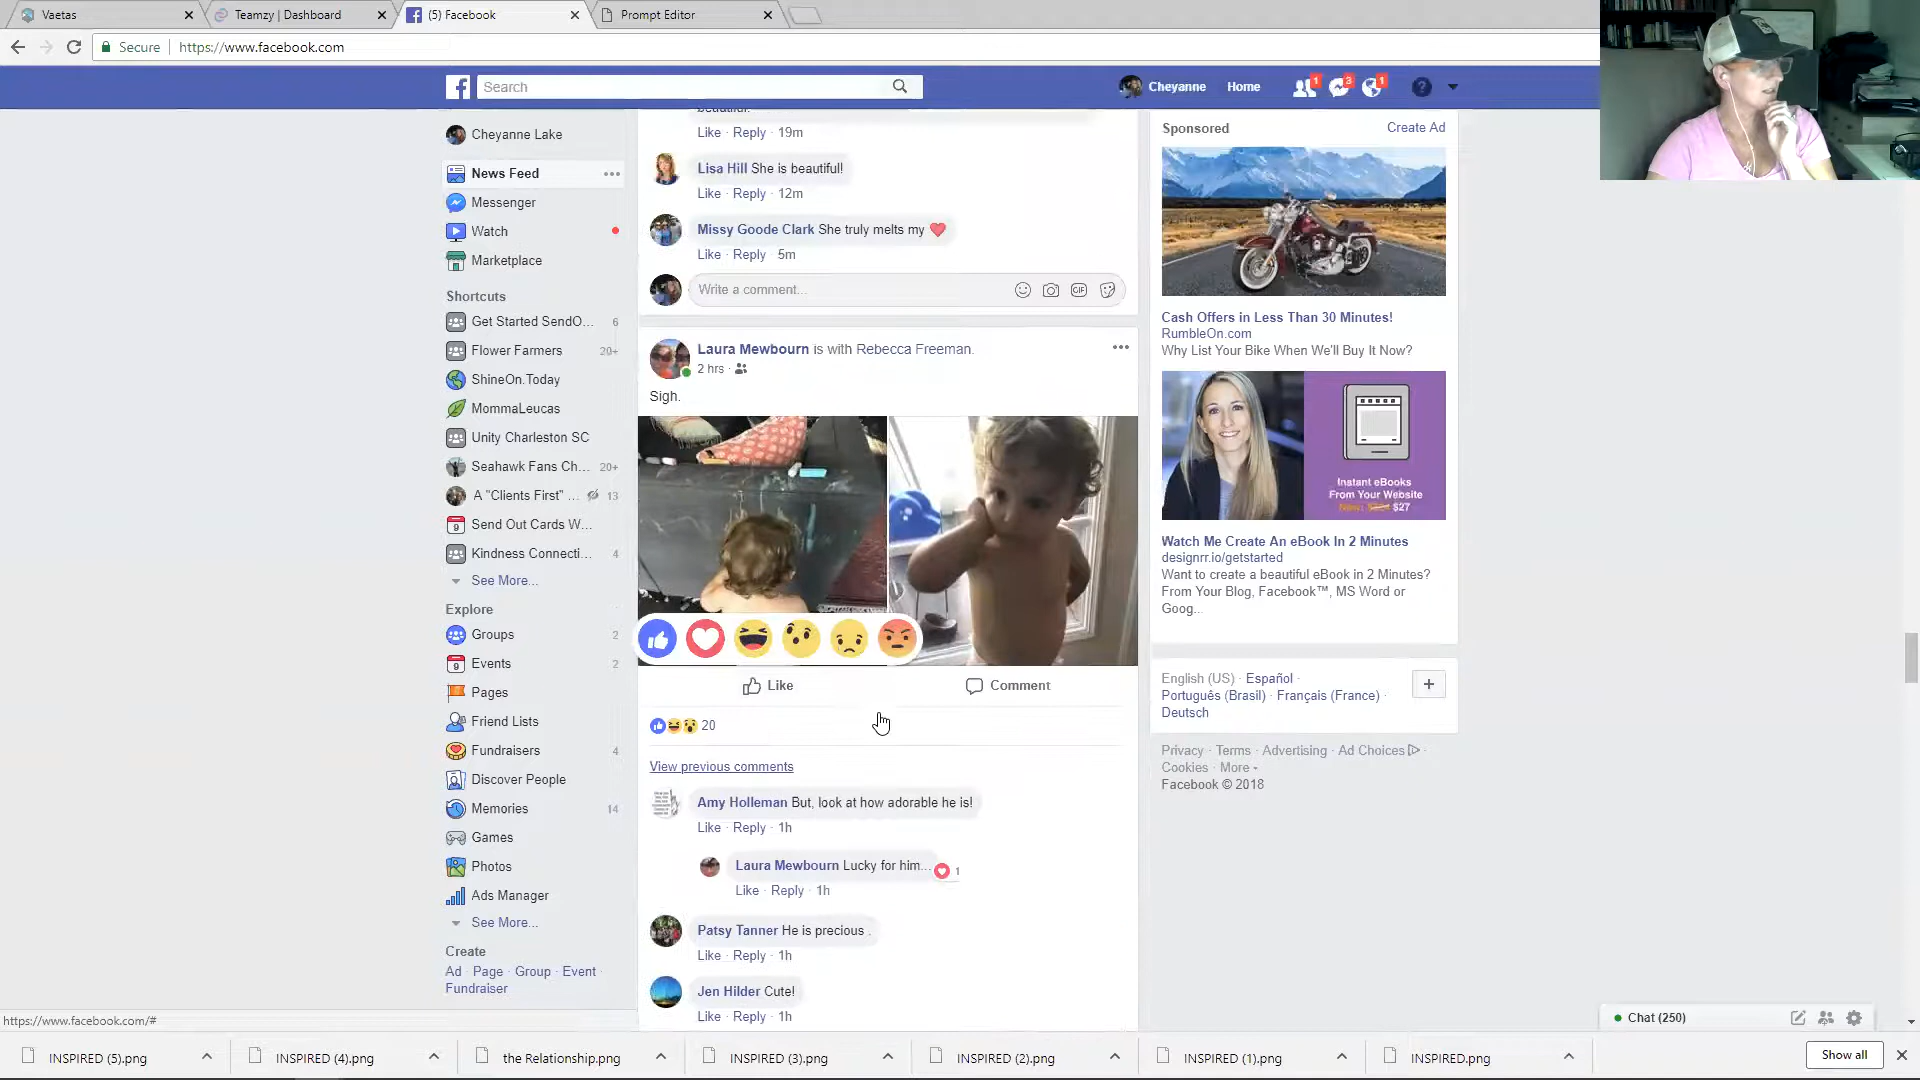 Vaetas
Teamzy | Dashboard
(5) Facebook
Prompt Editor
Secure
https://www.facebook.com
Search
Cheyanne
Home
1
3
1
Cheyanne Lake
News Feed
Messenger
Watch
Marketplace
Shortcuts
Get Started SendO... 6
Flower Farmers 20+
ShineOn.Today
MommaLeucas
Unity Charleston SC
Seahawk Fans Ch... 20+
A "Clients First" ... 13
Send Out Cards W...
Kindness Connecti... 4
See More...
Explore
Groups 2
Events 2
Pages
Friend Lists
Fundraisers 4
Discover People
Memories 14
Games
Photos
Ads Manager
See More...
Create
Ad · Page · Group · Event ·
Fundraiser
https://www.facebook.com/#
beautiful.
Like · Reply · 19m
Lisa Hill She is beautiful!
Like · Reply · 12m
Missy Goode Clark She truly melts my ❤
Like · Reply · 5m
Write a comment...
GIF
Laura Mewbourn is with Rebecca Freeman.
2 hrs ·
Sigh.
Like
Comment
20
View previous comments
Amy Holleman But, look at how adorable he is!
Like · Reply · 1h
Laura Mewbourn Lucky for him...
1
Like · Reply · 1h
Patsy Tanner He is precious .
Like · Reply · 1h
Jen Hilder Cute!
Like · Reply · 1h
Sponsored
Create Ad
Cash Offers in Less Than 30 Minutes!
RumbleOn.com
Why List Your Bike When We'll Buy It Now?
Instant eBooks
From Your Website
Now: $27
Watch Me Create An eBook In 2 Minutes
designrr.io/getstarted
Want to create a beautiful eBook in 2 Minutes?
From Your Blog, Facebook™, MS Word or
Goog...
English (US) · Español ·
Português (Brasil) · Français (France) ·
Deutsch
Privacy · Terms · Advertising · Ad Choices ·
Cookies · More
Facebook © 2018
Chat (250)
INSPIRED (5).png
INSPIRED (4).png
the Relationship.png
INSPIRED (3).png
INSPIRED (2).png
INSPIRED (1).png
INSPIRED.png
Show all